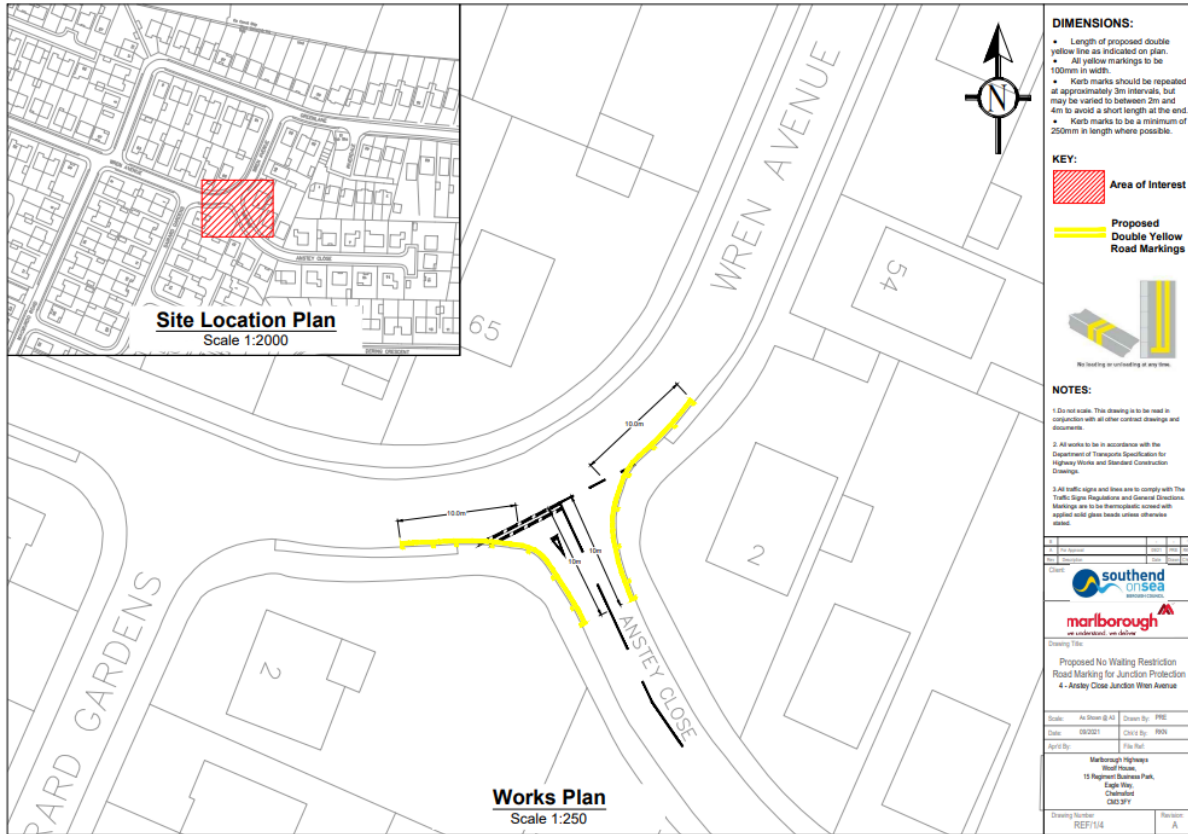 DIMENSIONS:
• Length of proposed double
yellow line as indicated on plan.
• All yellow markings to be
100mm in width.
• Kerb marks should be repeated
at approximately 3m intervals, but
may be varied to between 2m and
4m to avoid a short length at the end.
• Kerb marks to be a minimum of
250mm in length where possible.
KEY:
Area of Interest
Proposed
Double Yellow
Road Markings
No loading or unloading at any time.
NOTES:
1.Do not scale. This drawing is to be read in
conjunction with all other contract drawings and
documents.
2. All works to be in accordance with the
Department of Transports Specification for
Highway Works and Standard Construction
Drawings.
3.All traffic signs and lines are to comply with The
Traffic Signs Regulations and General Directions.
Markings are to be thermoplastic screed with
applied solid glass beads unless otherwise
stated.
For Approval
Rev. Description
Client:
southend
on sea
BOROUGH COUNCIL
marlborough
we understand. we deliver
Drawing Title
Proposed No Waiting Restriction
Road Marking for Junction Protection
4 - Anstey Close Junction Wren Avenue
Scale: As Shown @ A3 Drawn By: PRE
Date: 09/2021 Chk'd By: RKN
Apr'd By: File Ref:
Marlborough Highways
Woolf House,
15 Regiment Business Park,
Eagle Way,
Chelmsford
CM3 3FY
Drawing Number Revision:
REF/1/4 A
N
WREN AVENUE
54
65
2
2
10.0m
10.0m
10m
10m
ANSTEY CLOSE
RARD GARDENS
Works Plan
Scale 1:250
WREN AVENUE
ANSTEY CLOSE
DERING CRESCENT
Site Location Plan
Scale 1:2000